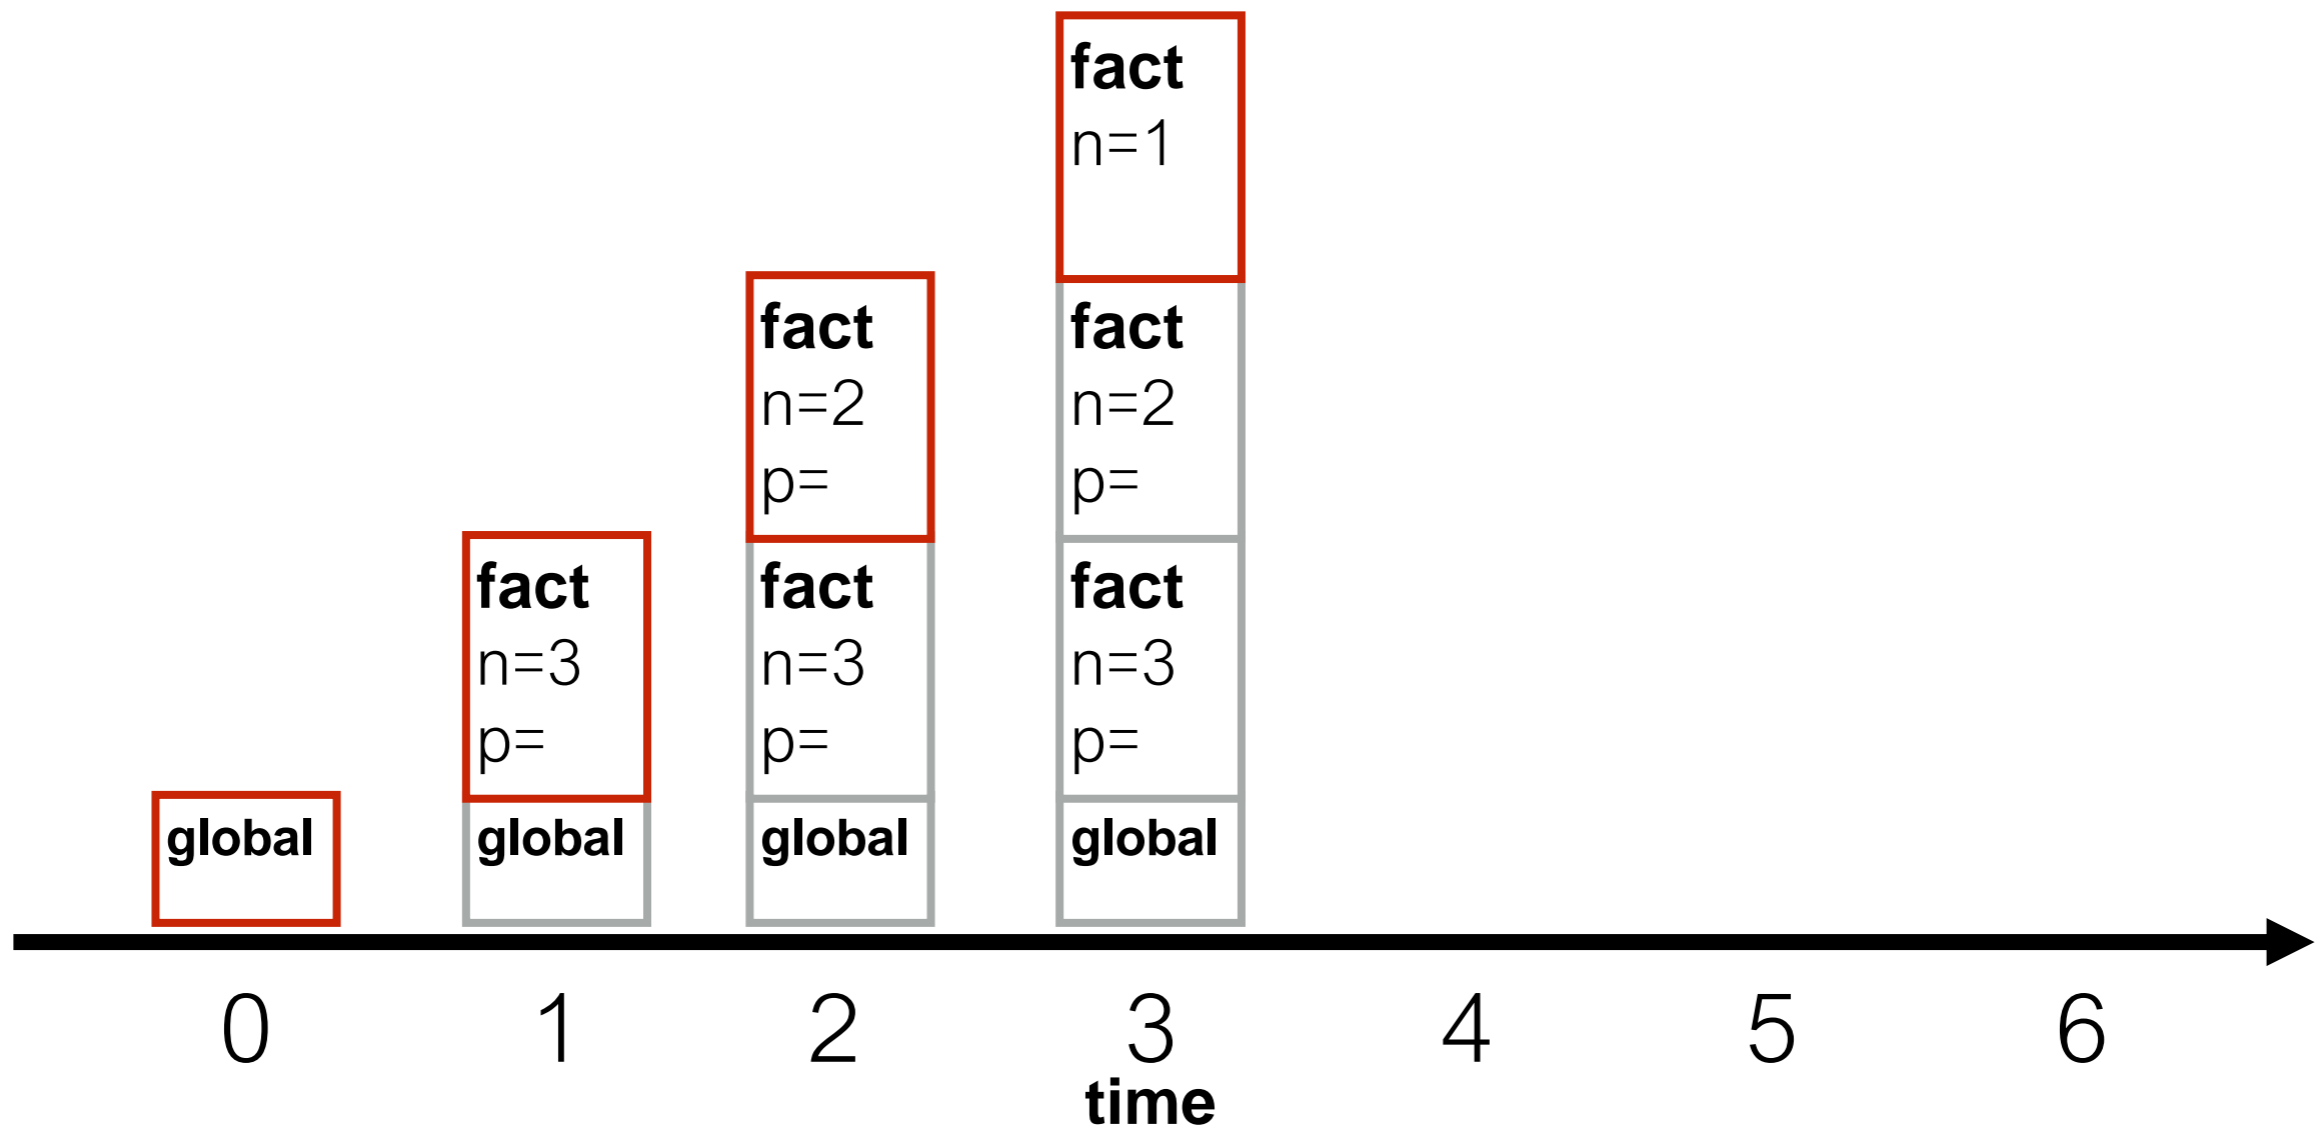 global
fact
n=3
p=
global
fact
n=2
p=
fact
n=3
p=
global
fact
n=1
fact
n=2
p=
fact
n=3
p=
global
0 1 2 3 4 5 6
time